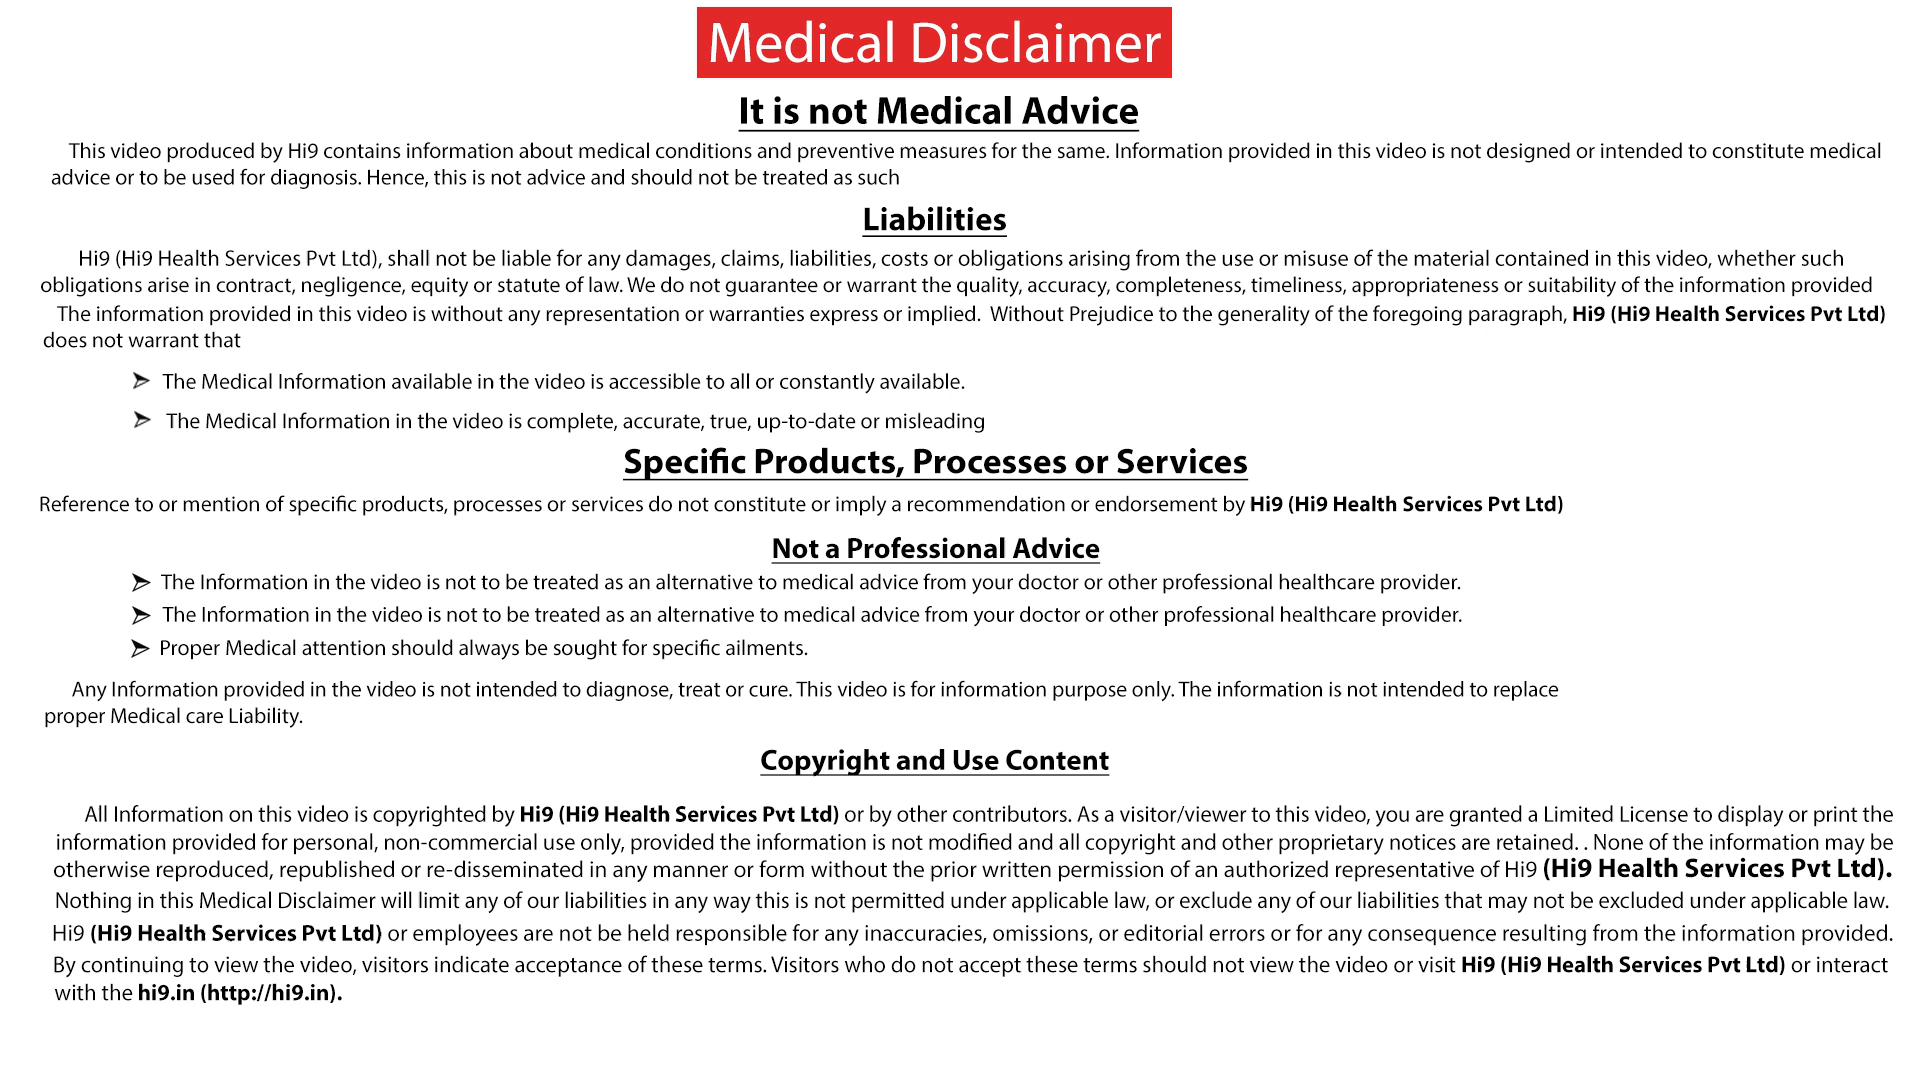 Medical Disclaimer
It is not Medical Advice
This video produced by Hi9 contains information about medical conditions and preventive measures for the same. Information provided in this video is not designed or intended to constitute medical
advice or to be used for diagnosis. Hence, this is not advice and should not be treated as such
Liabilities
Hi9 (Hi9 Health Services Pvt Ltd), shall not be liable for any damages, claims, liabilities, costs or obligations arising from the use or misuse of the material contained in this video, whether such
obligations arise in contract, negligence, equity or statute of law. We do not guarantee or warrant the quality, accuracy, completeness, timeliness, appropriateness or suitability of the information provided
The information provided in this video is without any representation or warranties express or implied. Without Prejudice to the generality of the foregoing paragraph, Hi9 (Hi9 Health Services Pvt Ltd)
does not warrant that
➢ The Medical Information available in the video is accessible to all or constantly available.
➢ The Medical Information in the video is complete, accurate, true, up-to-date or misleading
Specific Products, Processes or Services
Reference to or mention of specific products, processes or services do not constitute or imply a recommendation or endorsement by Hi9 (Hi9 Health Services Pvt Ltd)
Not a Professional Advice
➢ The Information in the video is not to be treated as an alternative to medical advice from your doctor or other professional healthcare provider.
➢ The Information in the video is not to be treated as an alternative to medical advice from your doctor or other professional healthcare provider.
➢ Proper Medical attention should always be sought for specific ailments.
Any Information provided in the video is not intended to diagnose, treat or cure. This video is for information purpose only. The information is not intended to replace
proper Medical care Liability.
Copyright and Use Content
All Information on this video is copyrighted by Hi9 (Hi9 Health Services Pvt Ltd) or by other contributors. As a visitor/viewer to this video, you are granted a Limited License to display or print the
information provided for personal, non-commercial use only, provided the information is not modified and all copyright and other proprietary notices are retained. . None of the information may be
otherwise reproduced, republished or re-disseminated in any manner or form without the prior written permission of an authorized representative of Hi9 (Hi9 Health Services Pvt Ltd).
Nothing in this Medical Disclaimer will limit any of our liabilities in any way this is not permitted under applicable law, or exclude any of our liabilities that may not be excluded under applicable law.
Hi9 (Hi9 Health Services Pvt Ltd) or employees are not be held responsible for any inaccuracies, omissions, or editorial errors or for any consequence resulting from the information provided.
By continuing to view the video, visitors indicate acceptance of these terms. Visitors who do not accept these terms should not view the video or visit Hi9 (Hi9 Health Services Pvt Ltd) or interact
with the hi9.in (http://hi9.in).